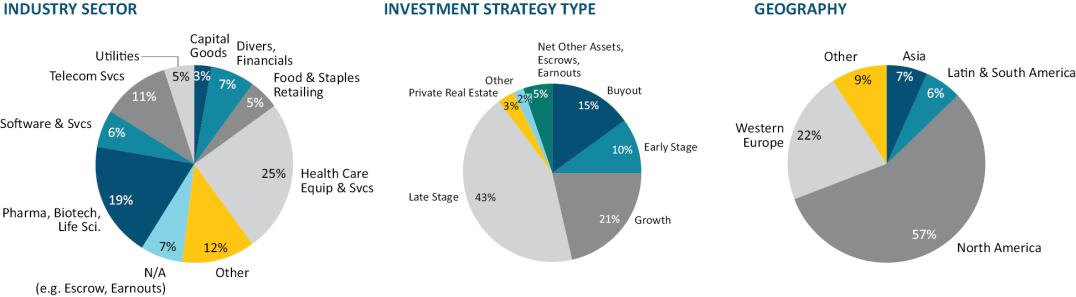 INDUSTRY SECTOR
Capital
Goods
3%
Divers,
Financials
7%
Food & Staples
Retailing
5%
Health Care
Equip & Svcs
25%
Other
12%
N/A
(e.g. Escrow, Earnouts)
7%
Pharma, Biotech,
Life Sci.
19%
Software & Svcs
6%
Telecom Svcs
11%
Utilities
5%
INVESTMENT STRATEGY TYPE
Net Other Assets,
Escrows,
Earnouts
5%
Buyout
15%
Early Stage
10%
Growth
21%
Late Stage
43%
Private Real Estate
3%
Other
2%
GEOGRAPHY
Asia
7%
Latin & South America
6%
North America
57%
Western
Europe
22%
Other
9%